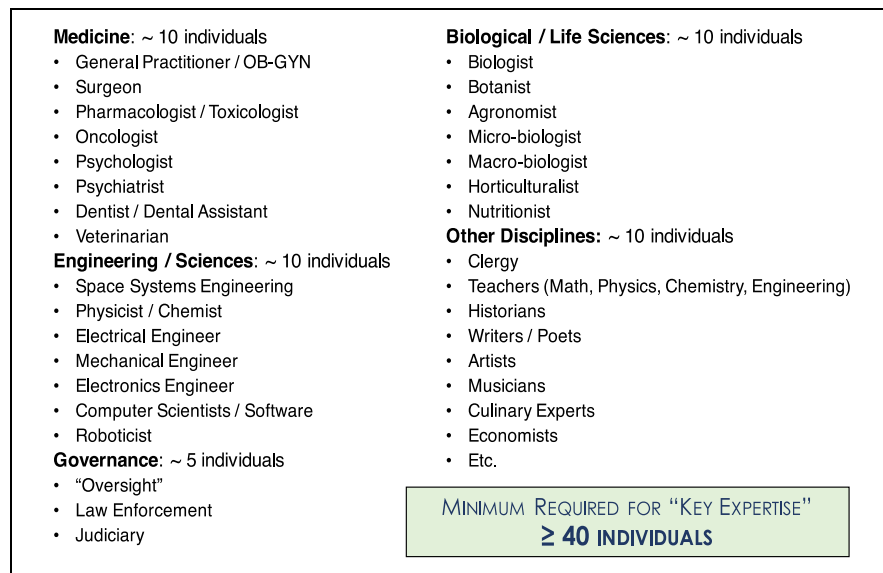 Medicine: ~ 10 individuals
• General Practitioner / OB-GYN
• Surgeon
• Pharmacologist / Toxicologist
• Oncologist
• Psychologist
• Psychiatrist
• Dentist / Dental Assistant
• Veterinarian
Engineering / Sciences: ~ 10 individuals
• Space Systems Engineering
• Physicist / Chemist
• Electrical Engineer
• Mechanical Engineer
• Electronics Engineer
• Computer Scientists / Software
• Roboticist
Governance: ~ 5 individuals
• “Oversight”
• Law Enforcement
• Judiciary
Biological / Life Sciences: ~ 10 individuals
• Biologist
• Botanist
• Agronomist
• Micro-biologist
• Macro-biologist
• Horticulturalist
• Nutritionist
Other Disciplines: ~ 10 individuals
• Clergy
• Teachers (Math, Physics, Chemistry, Engineering)
• Historians
• Writers / Poets
• Artists
• Musicians
• Culinary Experts
• Economists
• Etc.
MINIMUM REQUIRED FOR “KEY EXPERTISE”
≥ 40 INDIVIDUALS